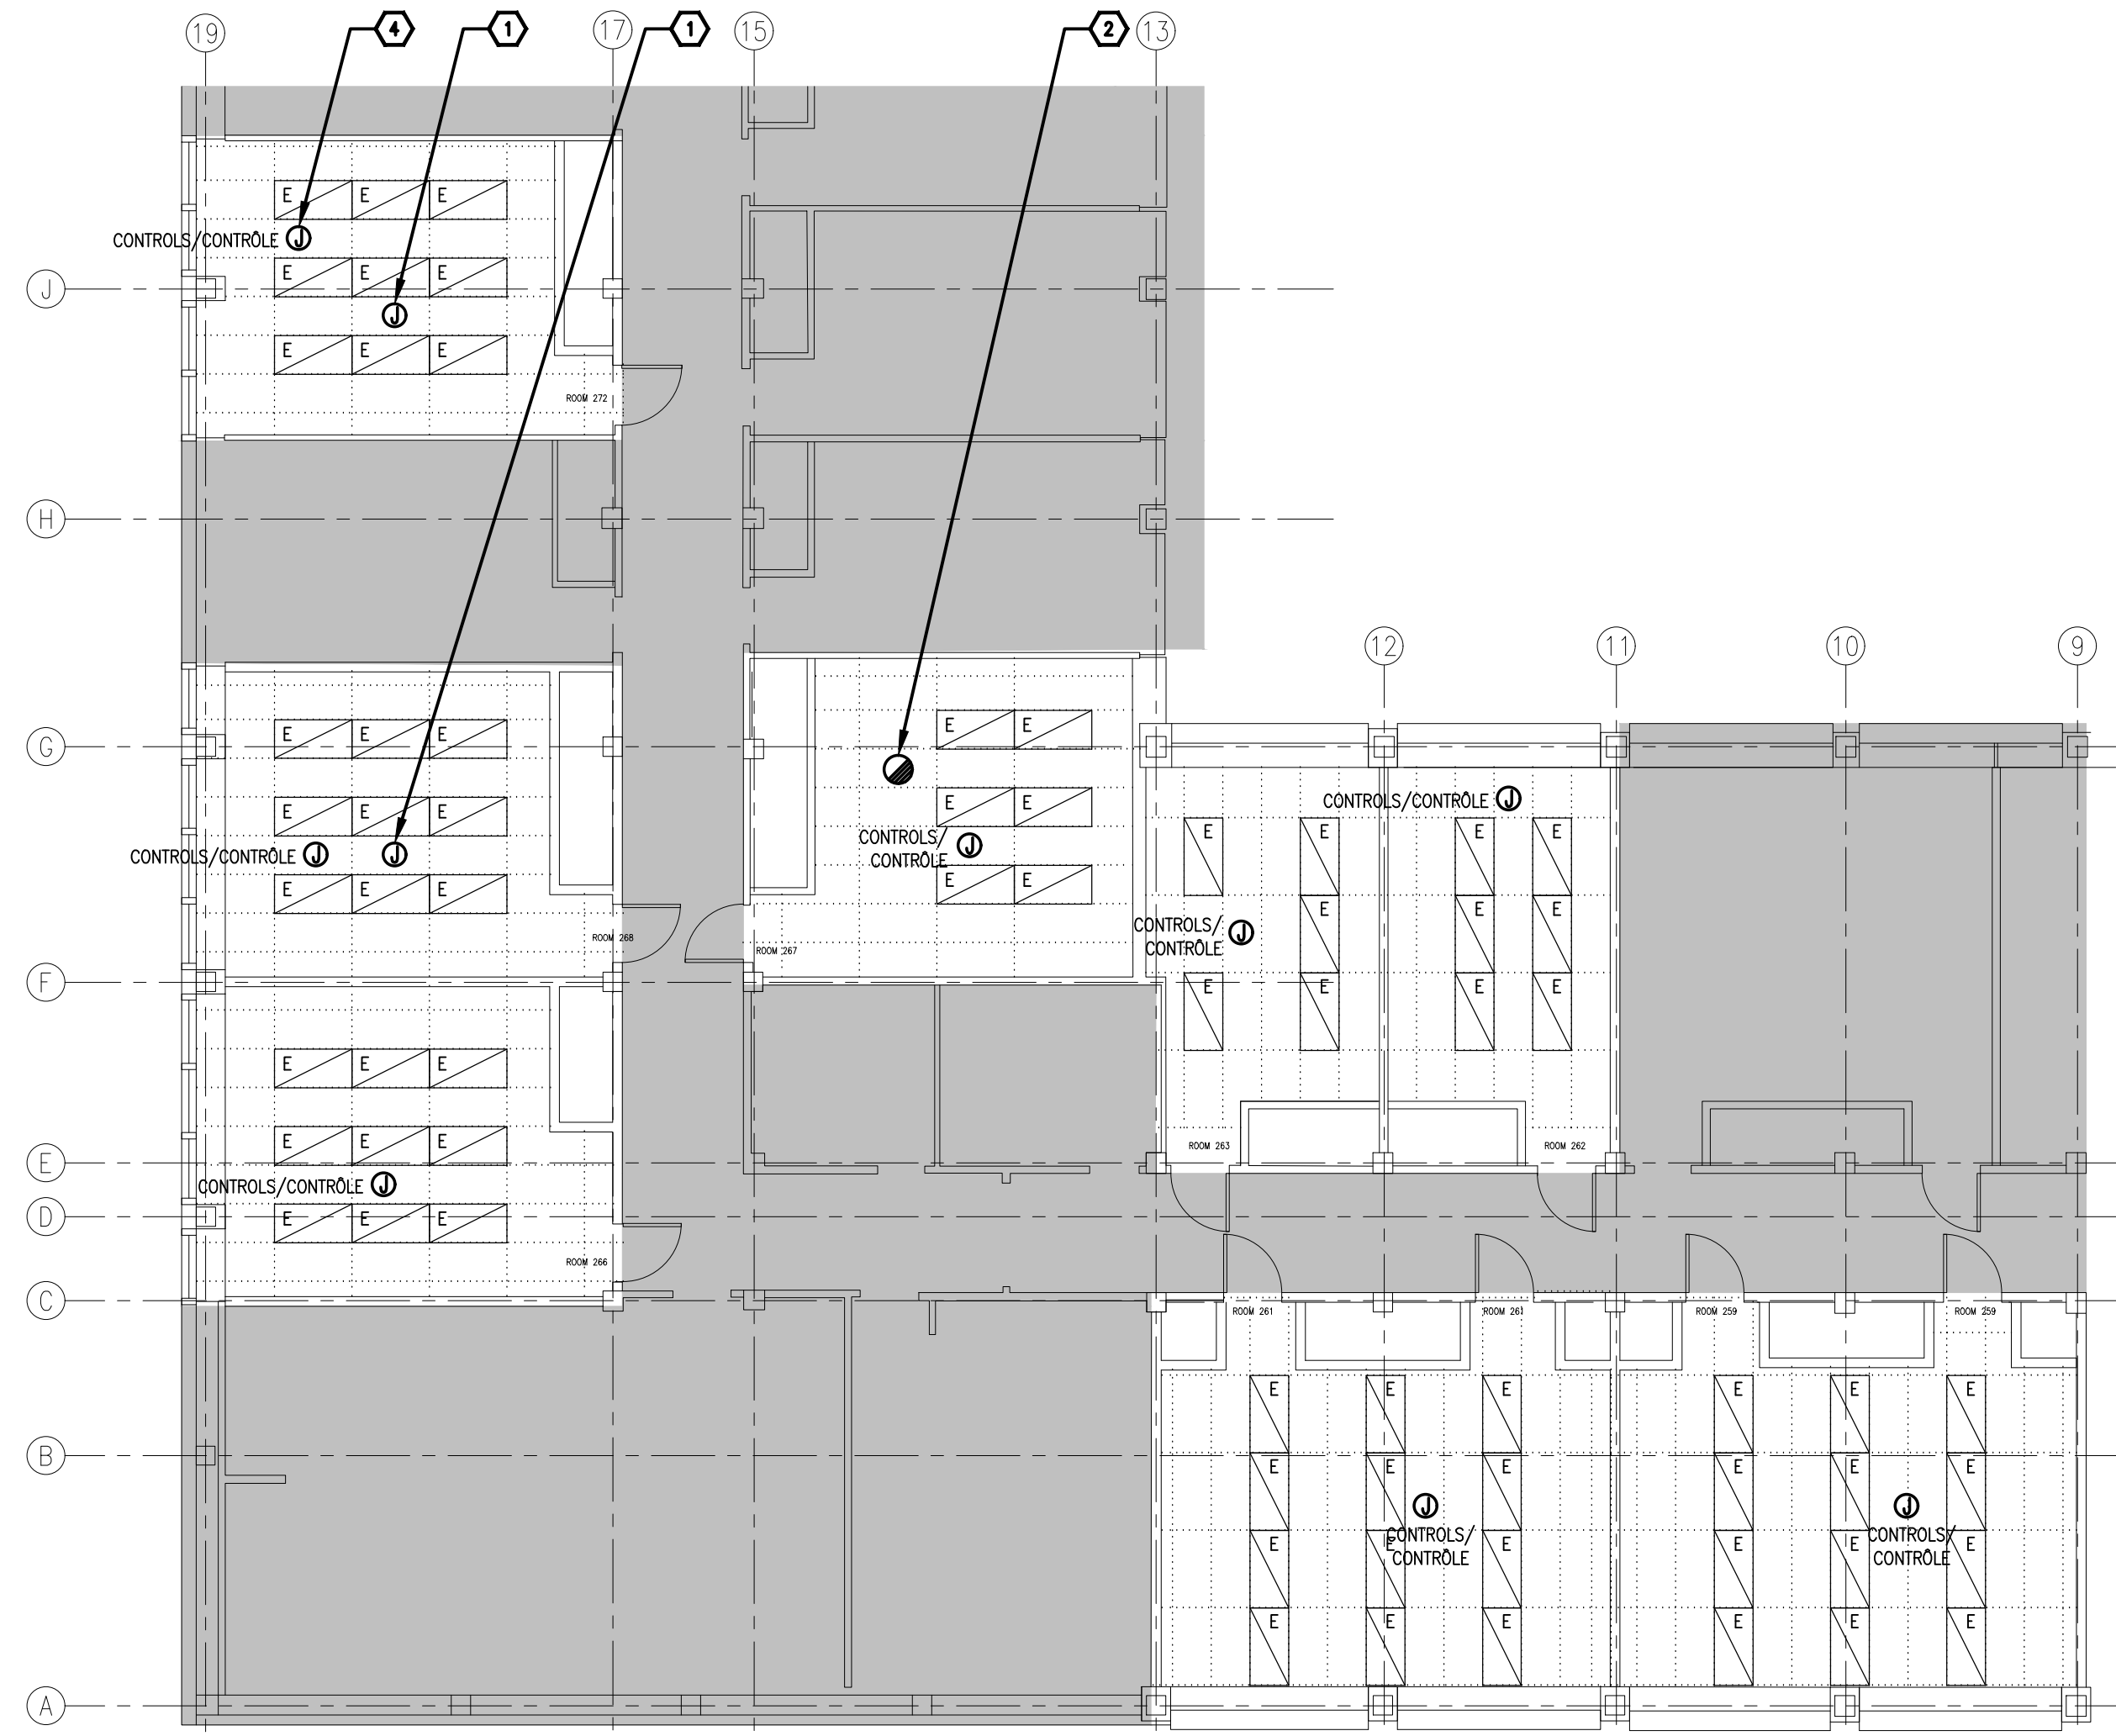 19
4
1
17
1
15
2
13
E E E
CONTROLS/CONTRÔLE J
J
E E E
J
E E E
ROOM 272
H
12
11
10
9
G
E E E
E E
E E E
E E
CONTROLS/CONTRÔLE J
J
CONTROLS/
CONTRÔLE
J
E E E
E E
CONTROLS/CONTRÔLE J
E E E E
E E E
CONTROLS/
CONTRÔLE
J
E E E E
ROOM 268
ROOM 267
F
E E E
E E E
ROOM 263
ROOM 262
E
CONTROLS/CONTRÔLE J
D
E E E
ROOM 266
C
ROOM 261
ROOM 261
ROOM 259
ROOM 259
E E E E E E
B
E E E E E E
J
J
CONTROLS/
CONTRÔLE
CONTROLS/
CONTRÔLE
E E E E E E
E E E E E E
A